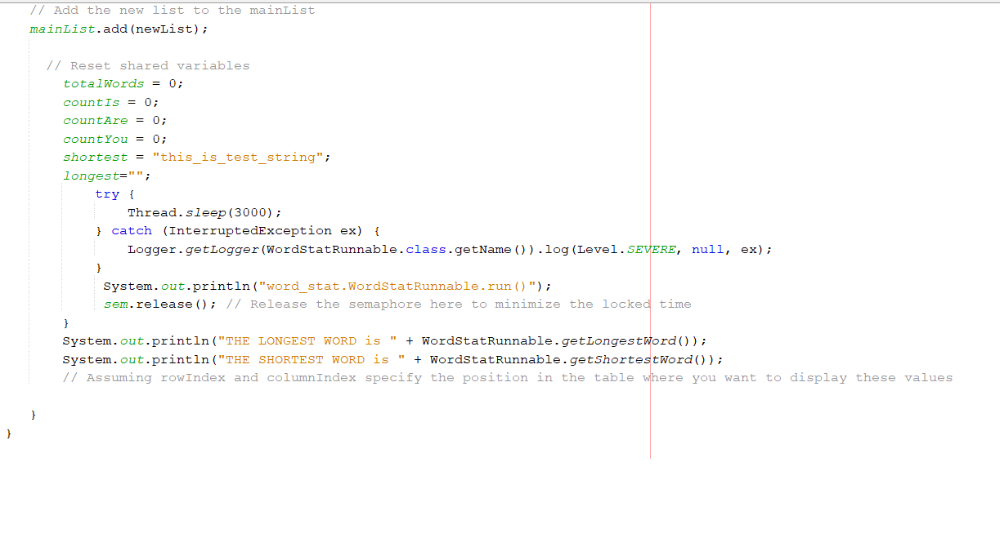 // Add the new list to the mainList
mainList.add(newList);
// Reset shared variables
totalWords = 0;
countIs = 0;
countAre = 0;
countYou = 0;
shortest = "this_is_test_string";
longest="";
try {
Thread.sleep(3000);
} catch (InterruptedException ex) {
Logger.getLogger(WordStatRunnable.class.getName()).log(Level.SEVERE, null, ex);
}
System.out.println("word_stat.WordStatRunnable.run()");
sem.release(); // Release the semaphore here to minimize the locked time
}
System.out.println("THE LONGEST WORD is " + WordStatRunnable.getLongestWord());
System.out.println("THE SHORTEST WORD is " + WordStatRunnable.getShortestWord());
// Assuming rowIndex and columnIndex specify the position in the table where you want to display these values
}
}